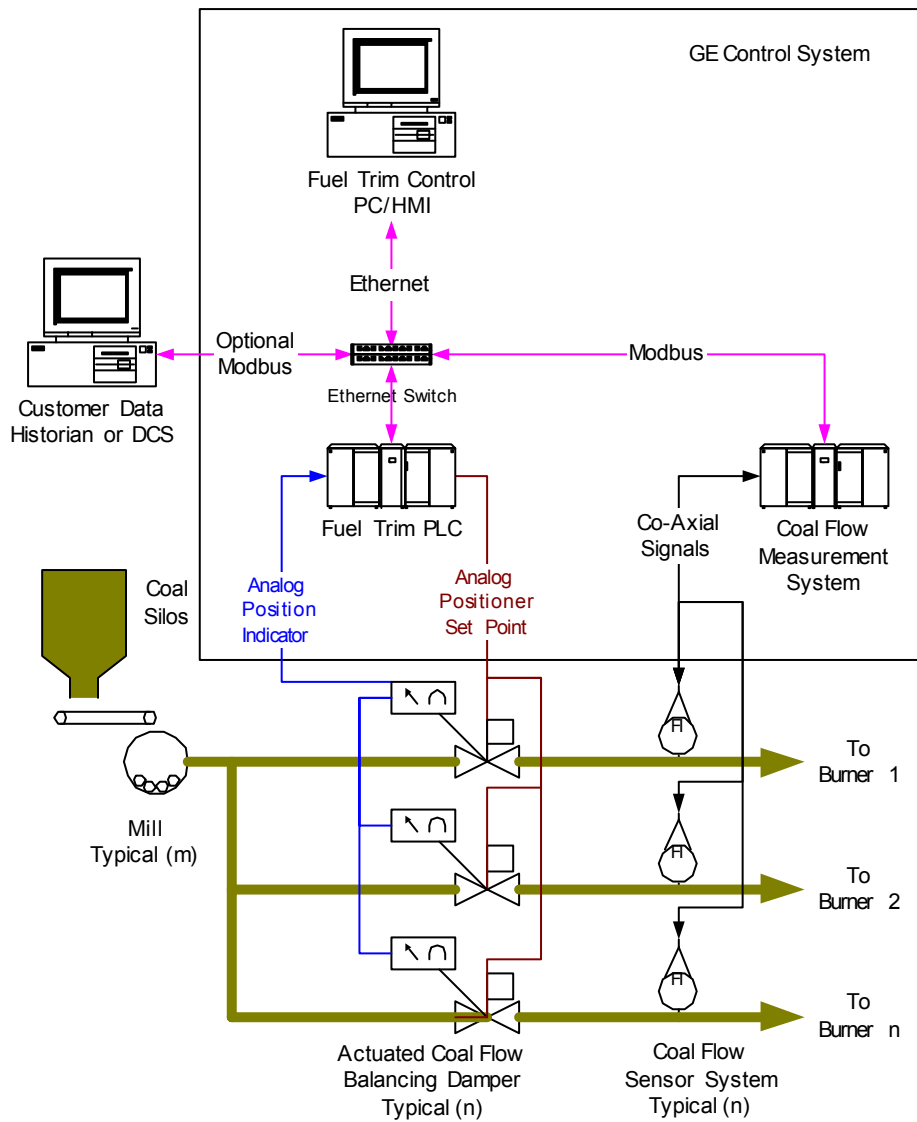 GE Control System
Fuel Trim Control
PC/HMI
Ethernet
Optional
Modbus
Modbus
Ethernet Switch
Customer Data
Historian or DCS
Fuel Trim PLC
Co-Axial
Signals
Coal Flow
Measurement
System
Coal
Silos
Analog
Position
Indicator
Analog
Positioner
Set Point
To
Burner 1
Mill
Typical (m)
To
Burner 2
To
Burner n
Actuated Coal Flow
Balancing Damper
Typical (n)
Coal Flow
Sensor System
Typical (n)